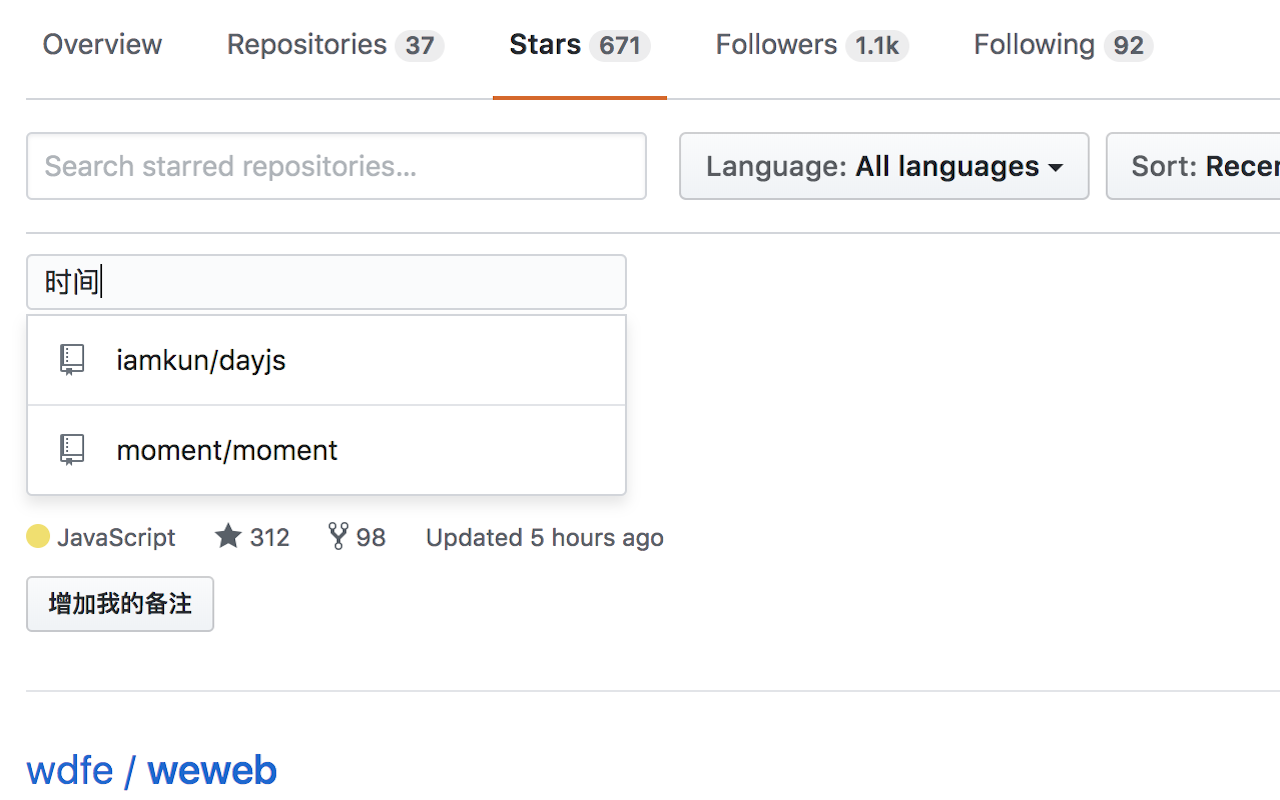 Overview Repositories 37 Stars 671 Followers 1.1k Following 92
Search starred repositories... Language: All languages Sort: Recen
时间
iamkun/dayjs
moment/moment
JavaScript 312 98 Updated 5 hours ago
增加我的备注
wdfe / weweb